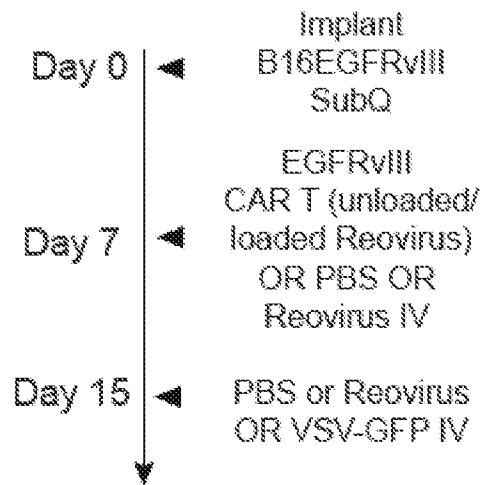 Day 0
Implant
B16EGFRvIII
SubQ
Day 7
EGFRvIII
CAR T (unloaded/
loaded Reovirus)
OR PBS OR
Reovirus IV
Day 15
PBS or Reovirus
OR VSV-GFP IV